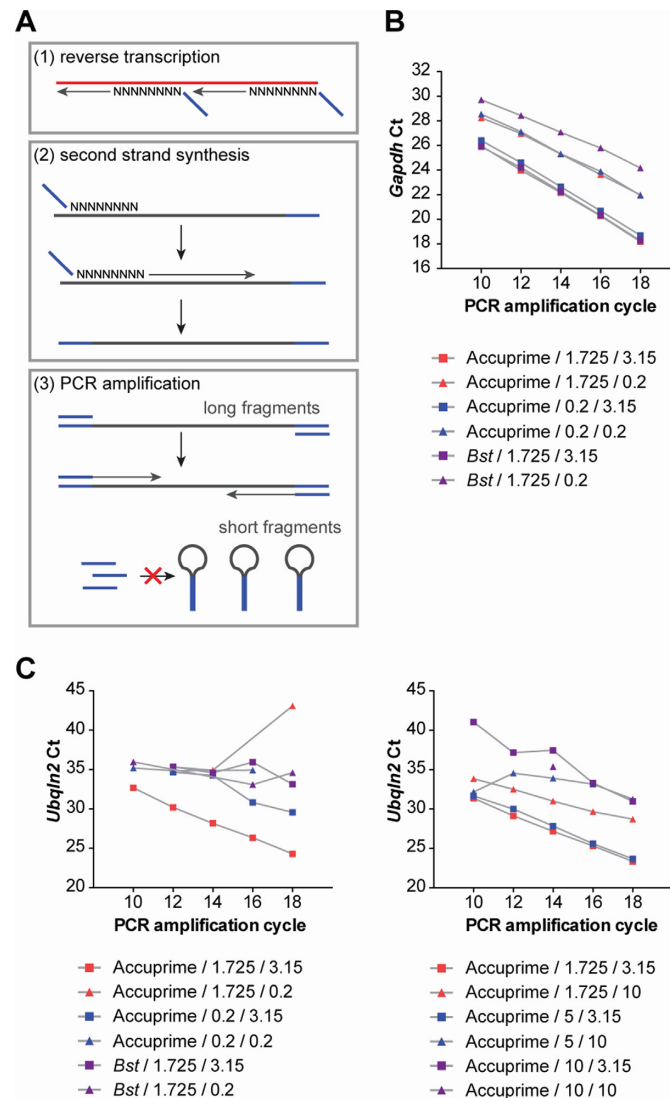 A
(1) reverse transcription
NNNNNNNN NNNNNNNN
(2) second strand synthesis
NNNNNNNN
NNNNNNNN
(3) PCR amplification
long fragments
short fragments
B
Gapdh Ct
32
30
28
26
24
22
20
18
16
10 12 14 16 18
PCR amplification cycle
Accuprime / 1.725 / 3.15
Accuprime / 1.725 / 0.2
Accuprime / 0.2 / 3.15
Accuprime / 0.2 / 0.2
Bst / 1.725 / 3.15
Bst / 1.725 / 0.2
C
Ubqln2 Ct
45
40
35
30
25
20
10 12 14 16 18
PCR amplification cycle
Accuprime / 1.725 / 3.15
Accuprime / 1.725 / 0.2
Accuprime / 0.2 / 3.15
Accuprime / 0.2 / 0.2
Bst / 1.725 / 3.15
Bst / 1.725 / 0.2
Ubqln2 Ct
45
40
35
30
25
20
10 12 14 16 18
PCR amplification cycle
Accuprime / 1.725 / 3.15
Accuprime / 1.725 / 10
Accuprime / 5 / 3.15
Accuprime / 5 / 10
Accuprime / 10 / 3.15
Accuprime / 10 / 10